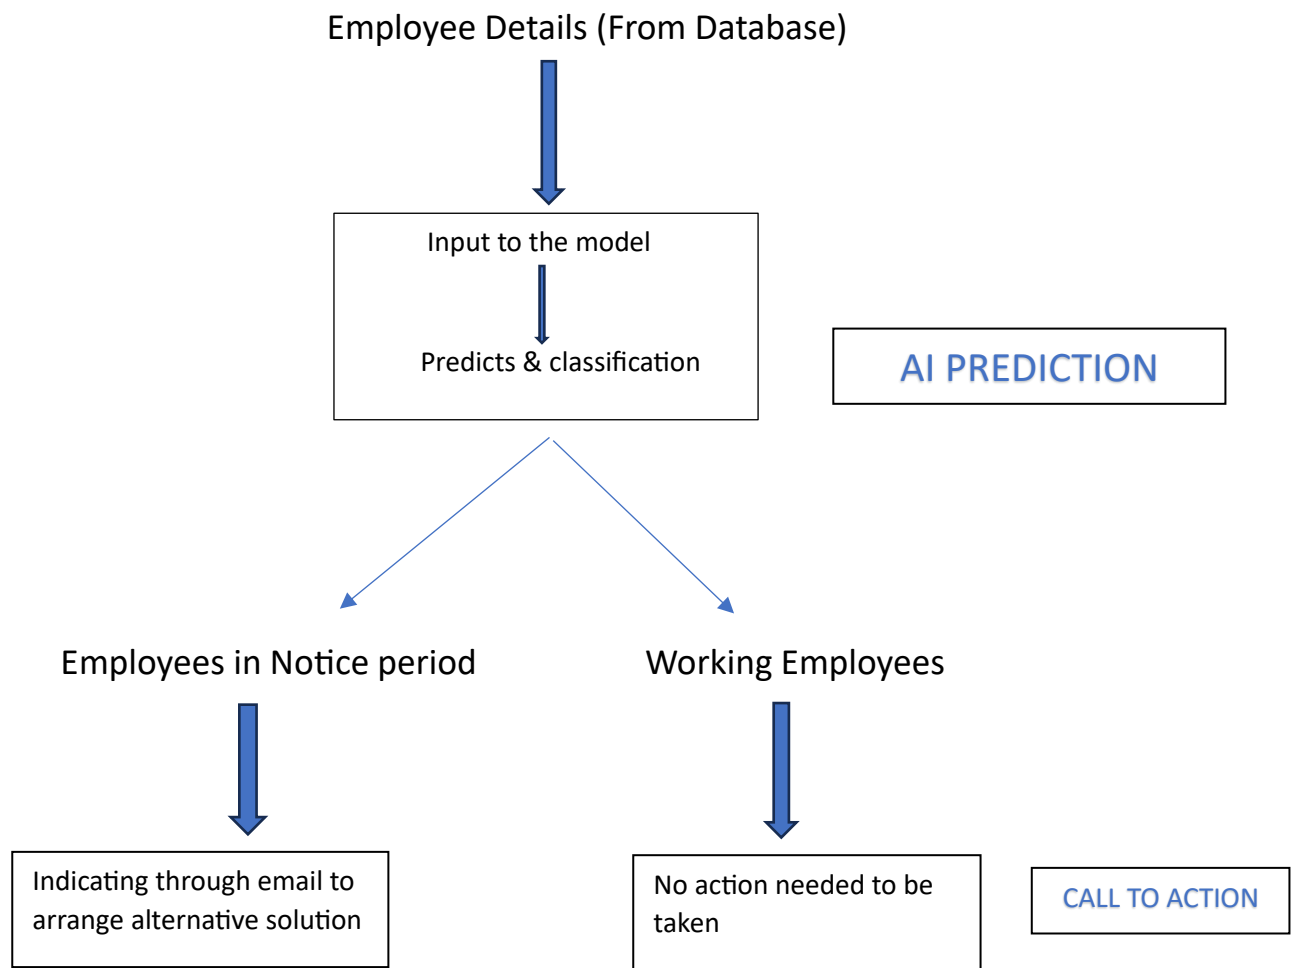 Employee Details (From Database)
Input to the model
Predicts & classification
AI PREDICTION
Employees in Notice period
Working Employees
Indicating through email to
arrange alternative solution
No action needed to be
taken
CALL TO ACTION